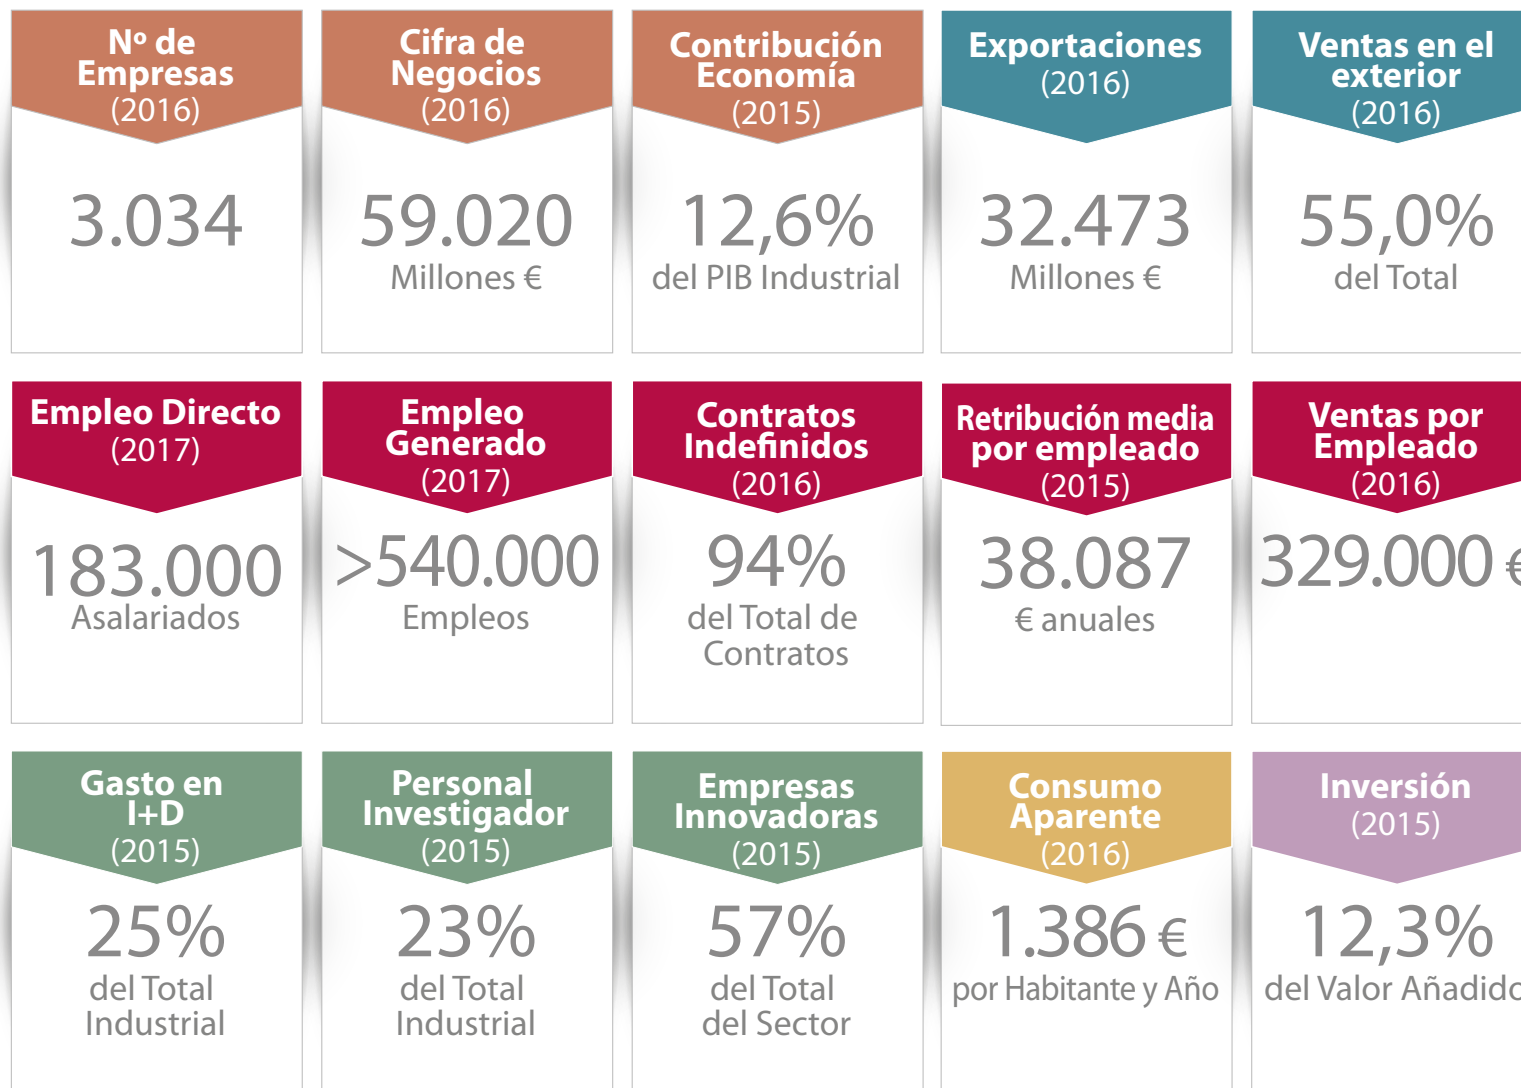 Nº de
Empresas
(2016)
3.034
Cifra de
Negocios
(2016)
59.020
Millones €
Contribución
Economía
(2015)
12,6%
del PIB Industrial
Exportaciones
(2016)
32.473
Millones €
Ventas en el
exterior
(2016)
55,0%
del Total
Empleo Directo
(2017)
183.000
Asalariados
Empleo
Generado
(2017)
>540.000
Empleos
Contratos
Indefinidos
(2016)
94%
del Total de
Contratos
Retribución media
por empleado
(2015)
38.087
€ anuales
Ventas por
Empleado
(2016)
329.000 €
Gasto en
I+D
(2015)
25%
del Total
Industrial
Personal
Investigador
(2015)
23%
del Total
Industrial
Empresas
Innovadoras
(2015)
57%
del Total
del Sector
Consumo
Aparente
(2016)
1.386 €
por Habitante y Año
Inversión
(2015)
12,3%
del Valor Añadido